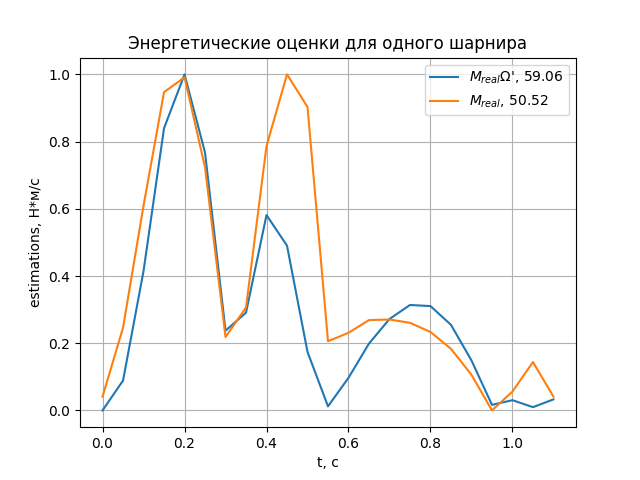 Энергетические оценки для одного шарнира
M_realΩ', 59.06
M_real, 50.52
estimations, Н*м/с
1.0
0.8
0.6
0.4
0.2
0.0
0.0 0.2 0.4 0.6 0.8 1.0
t, с